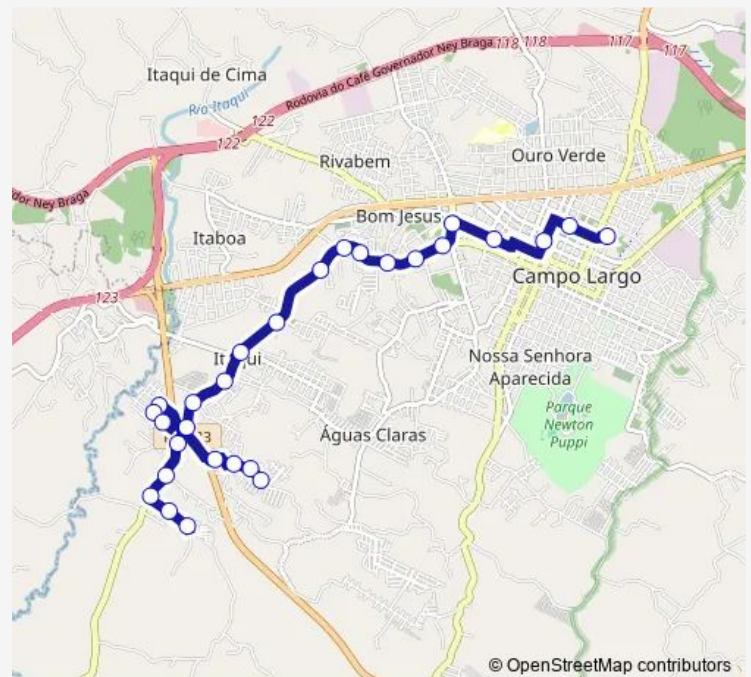 Itaqui de Cima
Rio Itaqui
Rodovia do Café Governador Ney Braga
118 118
117
117
122
122
Rivabem
Ouro Verde
dor Ney Braga
Bom Jesus
Itaboa
Campo Largo
123
Nossa Senhora
Aparecida
Parque
Newton
Puppi
Águas Claras
© OpenStreetMap contributors